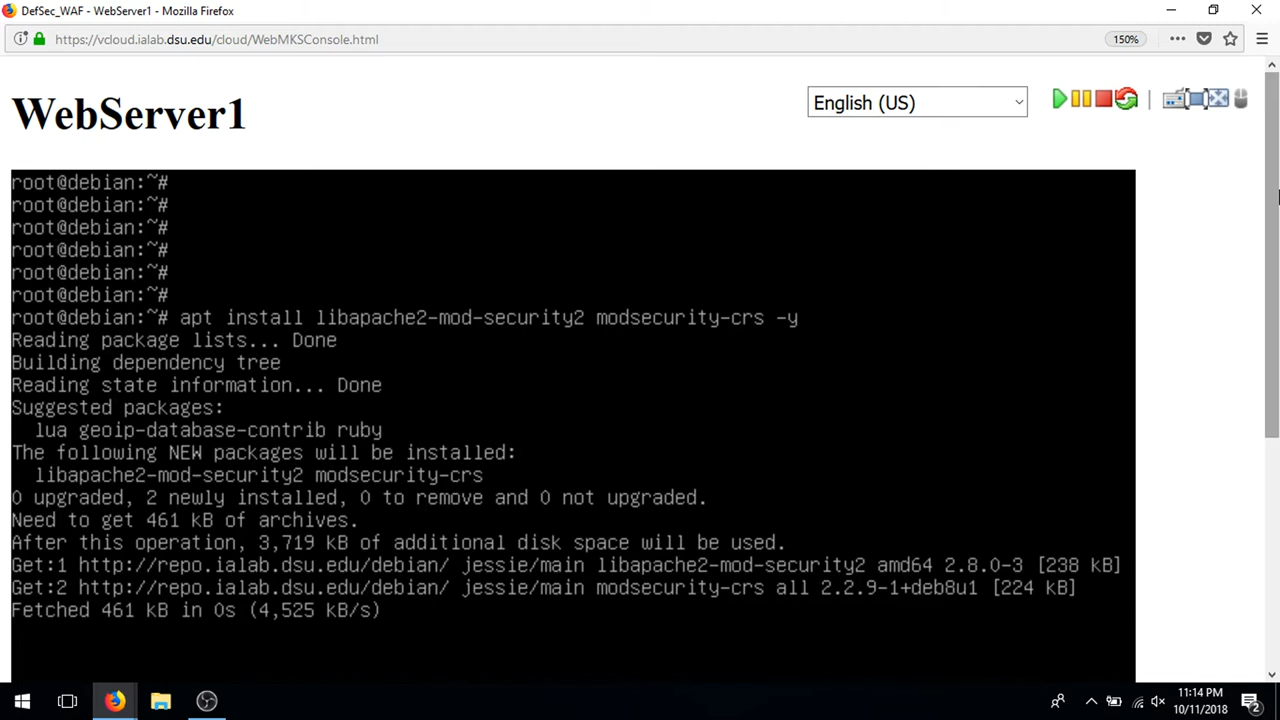 DefSec_WAF - WebServer1 - Mozilla Firefox
https://vcloud.ialab.dsu.edu/cloud/WebMKSConsole.html
150%
WebServer1
English (US)
root@debian:~#
root@debian:~#
root@debian:~#
root@debian:~#
root@debian:~#
root@debian:~#
root@debian:~# apt install libapache2-mod-security2 modsecurity-crs -y
Reading package lists... Done
Building dependency tree
Reading state information... Done
Suggested packages:
lua geoip-database-contrib ruby
The following NEW packages will be installed:
libapache2-mod-security2 modsecurity-crs
0 upgraded, 2 newly installed, 0 to remove and 0 not upgraded.
Need to get 461 kB of archives.
After this operation, 3,719 kB of additional disk space will be used.
Get:1 http://repo.ialab.dsu.edu/debian/ jessie/main libapache2-mod-security2 amd64 2.8.0-3 [238 kB]
Get:2 http://repo.ialab.dsu.edu/debian/ jessie/main modsecurity-crs all 2.2.9-1+deb8u1 [224 kB]
Fetched 461 kB in 0s (4,525 kB/s)
11:14 PM
10/11/2018
2